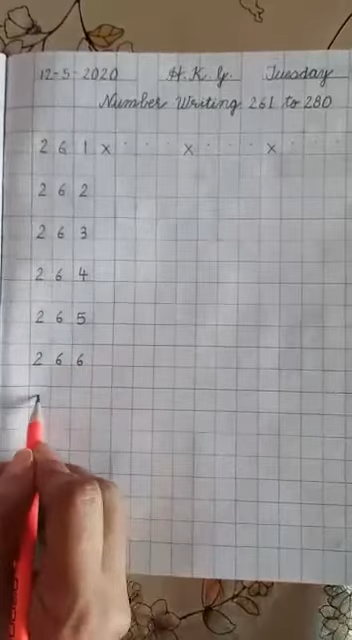 12-5-2020 H.K.G. Tuesday
Number Writing 261 to 280
2 6 1 x . . . x . . . x . . .
2 6 2
2 6 3
2 6 4
2 6 5
2 6 6